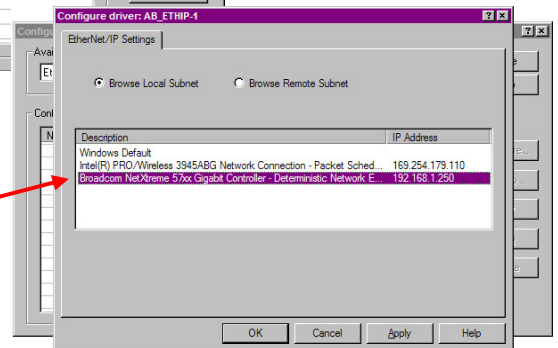 Configure driver: AB_ETHIP-1
EtherNet/IP Settings
Browse Local Subnet Browse Remote Subnet
Description IP Address
Windows Default
Intel(R) PRO/Wireless 3945ABG Network Connection - Packet Sched... 169.254.179.110
Broadcom NetXtreme 57xx Gigabit Controller - Deterministic Network E... 192.168.1.250
OK Cancel Apply Help